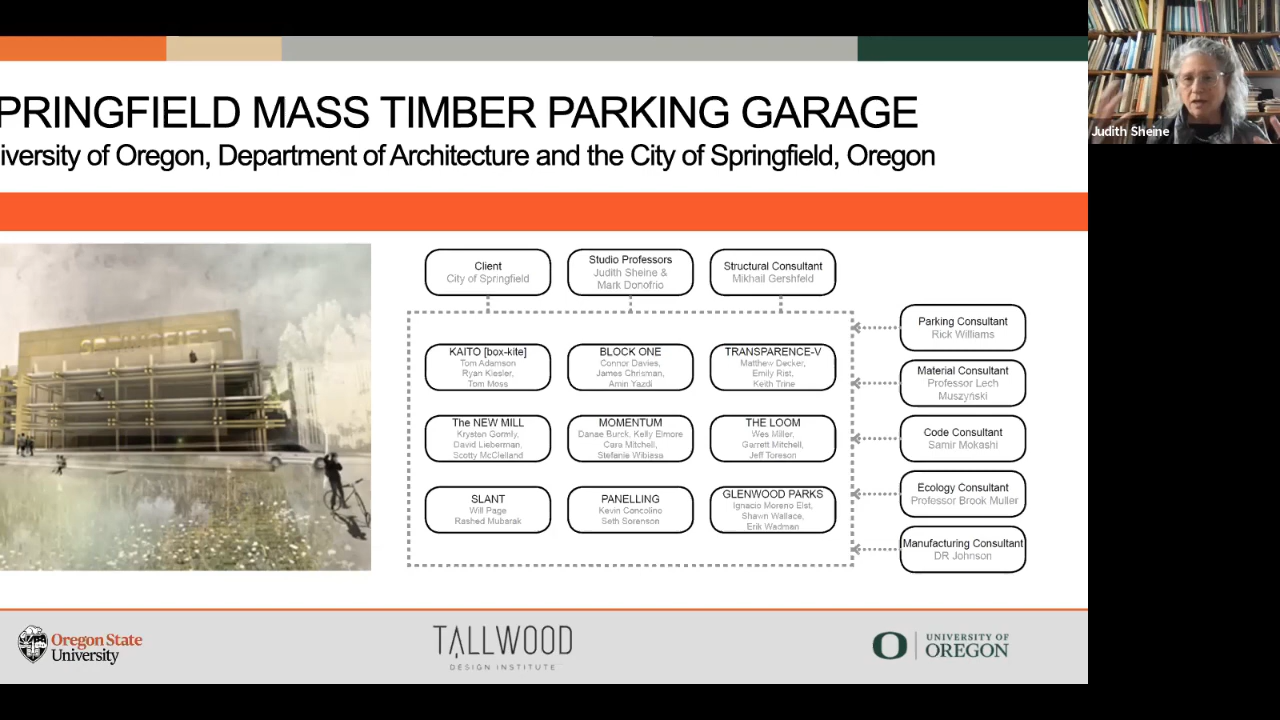 PRINGFIELD MASS TIMBER PARKING GARAGE
iversity of Oregon, Department of Architecture and the City of Springfield, Oregon
Judith Sheine
SPRINGFIELD
Client
City of Springfield
Studio Professors
Judith Sheine &
Mark Donofrio
Structural Consultant
Mikhail Gershfeld
KAITO [box-kite]
Tom Adamson
Ryan Kiesler,
Tom Moss
BLOCK ONE
Connor Davies,
James Chrisman,
Amin Yazdi
TRANSPARENCE-V
Matthew Decker,
Emily Rist,
Keith Trine
The NEW MILL
Krysten Gormly,
David Lieberman,
Scotty McClelland
MOMENTUM
Danae Burck, Kelly Elmore
Cara Mitchell,
Stefanie Wibiasa
THE LOOM
Wes Miller,
Garrett Mitchell,
Jeff Toreson
SLANT
Will Page
Rashed Mubarak
PANELLING
Kevin Concolino
Seth Sorenson
GLENWOOD PARKS
Ignacio Moreno Elst,
Shawn Wallace,
Erik Wadman
Parking Consultant
Rick Williams
Material Consultant
Professor Lech
Muszyński
Code Consultant
Samir Mokashi
Ecology Consultant
Professor Brook Muller
Manufacturing Consultant
DR Johnson
Oregon State
University
TALLWOOD
DESIGN INSTITUTE
O
UNIVERSITY OF
OREGON